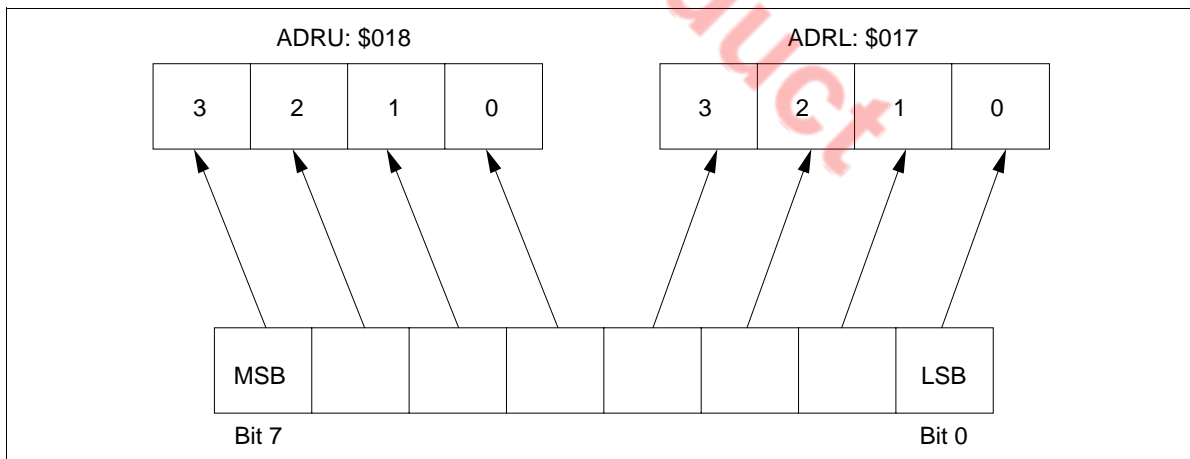 ADRU: $018 ADRL: $017
3 2 1 0 3 2 1 0
MSB LSB
Bit 7 Bit 0